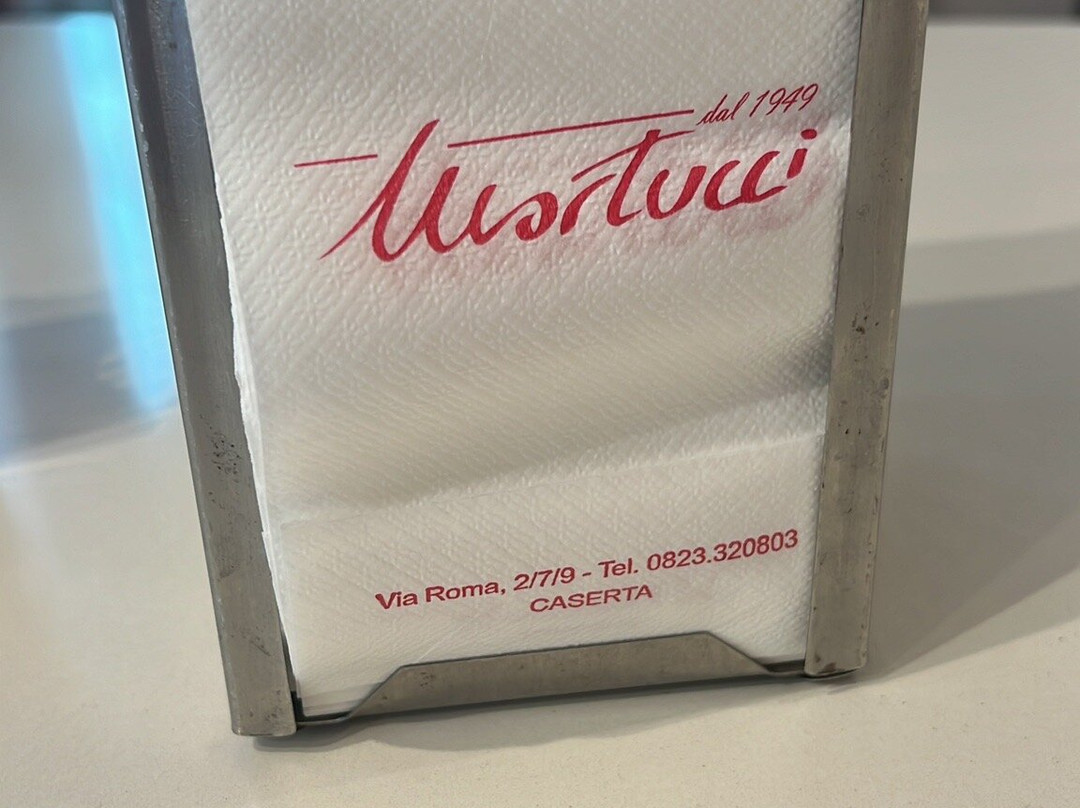 dal 1949
Martucci
Via Roma, 2/7/9 - Tel. 0823.320803
CASERTA